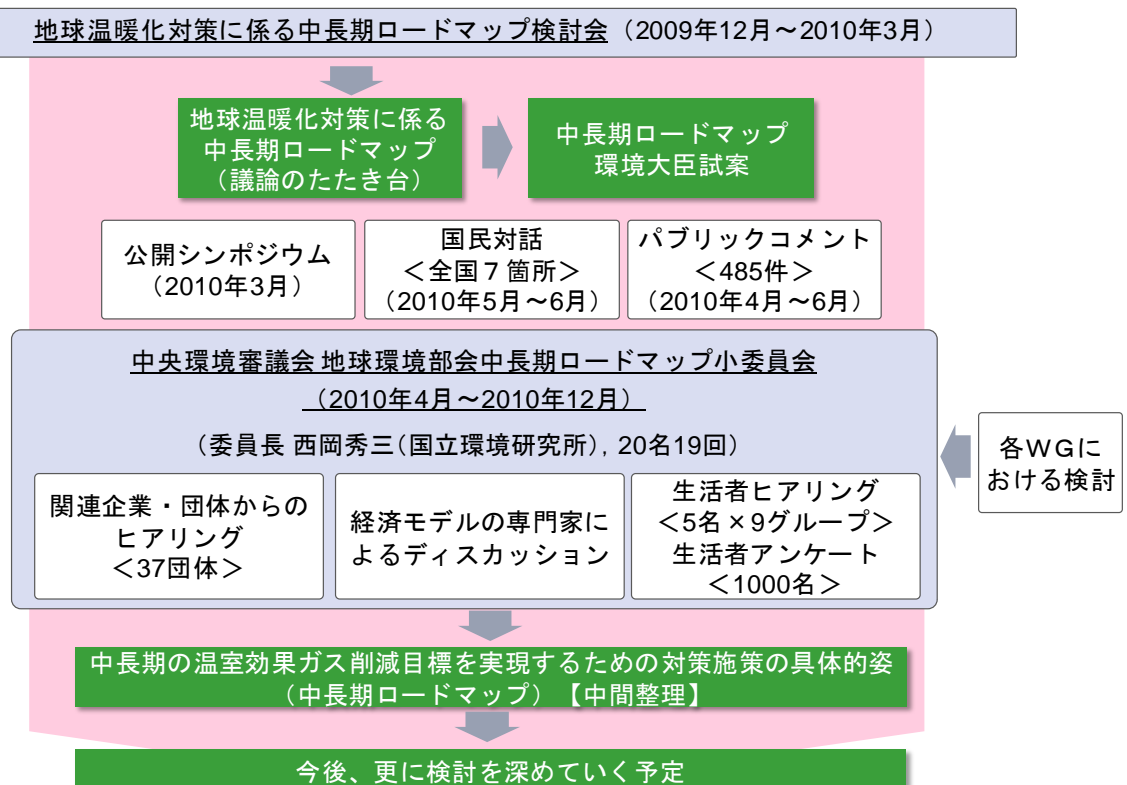 地球温暖化対策に係る中長期ロードマップ検討会（2009年12月～2010年3月）
地球温暖化対策に係る
中長期ロードマップ
（議論のたたき台）
中長期ロードマップ
環境大臣試案
公開シンポジウム
（2010年3月）
国民対話
＜全国７箇所＞
（2010年5月～6月）
パブリックコメント
＜485件＞
（2010年4月～6月）
中央環境審議会 地球環境部会中長期ロードマップ小委員会
（2010年4月～2010年12月）
（委員長 西岡秀三（国立環境研究所）, 20名19回）
各ＷＧに
おける検討
関連企業・団体からの
ヒアリング
＜37団体＞
経済モデルの専門家に
よるディスカッション
生活者ヒアリング
＜5名×9グループ＞
生活者アンケート
＜1000名＞
中長期の温室効果ガス削減目標を実現するための対策施策の具体的姿
（中長期ロードマップ）【中間整理】
今後、更に検討を深めていく予定